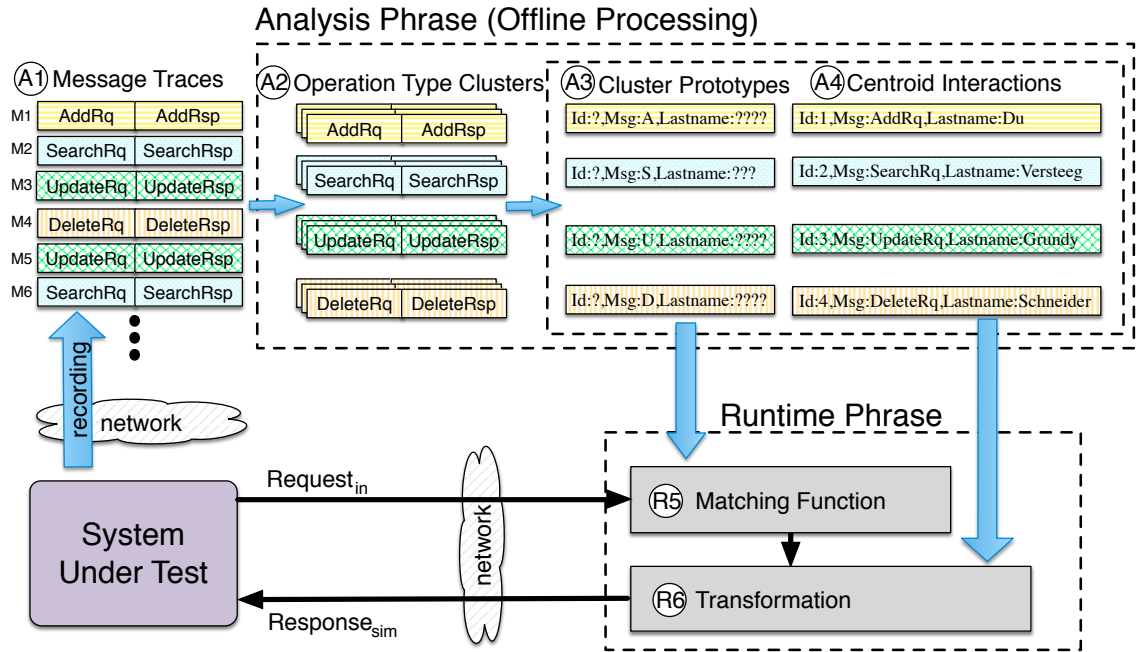 Analysis Phrase (Offline Processing)
A1 Message Traces
M1 AddRq AddRsp
M2 SearchRq SearchRsp
M3 UpdateRq UpdateRsp
M4 DeleteRq DeleteRsp
M5 UpdateRq UpdateRsp
M6 SearchRq SearchRsp
A2 Operation Type Clusters
AddRq AddRsp
SearchRq SearchRsp
UpdateRq UpdateRsp
DeleteRq DeleteRsp
A3 Cluster Prototypes
Id:?,Msg:A,Lastname:????
Id:?,Msg:S,Lastname:???
Id:?,Msg:U,Lastname:????
Id:?,Msg:D,Lastname:????
A4 Centroid Interactions
Id:1,Msg:AddRq,Lastname:Du
Id:2,Msg:SearchRq,Lastname:Versteeg
Id:3,Msg:UpdateRq,Lastname:Grundy
Id:4,Msg:DeleteRq,Lastname:Schneider
recording
network
System
Under Test
Request in
Response sim
network
Runtime Phrase
R5 Matching Function
R6 Transformation